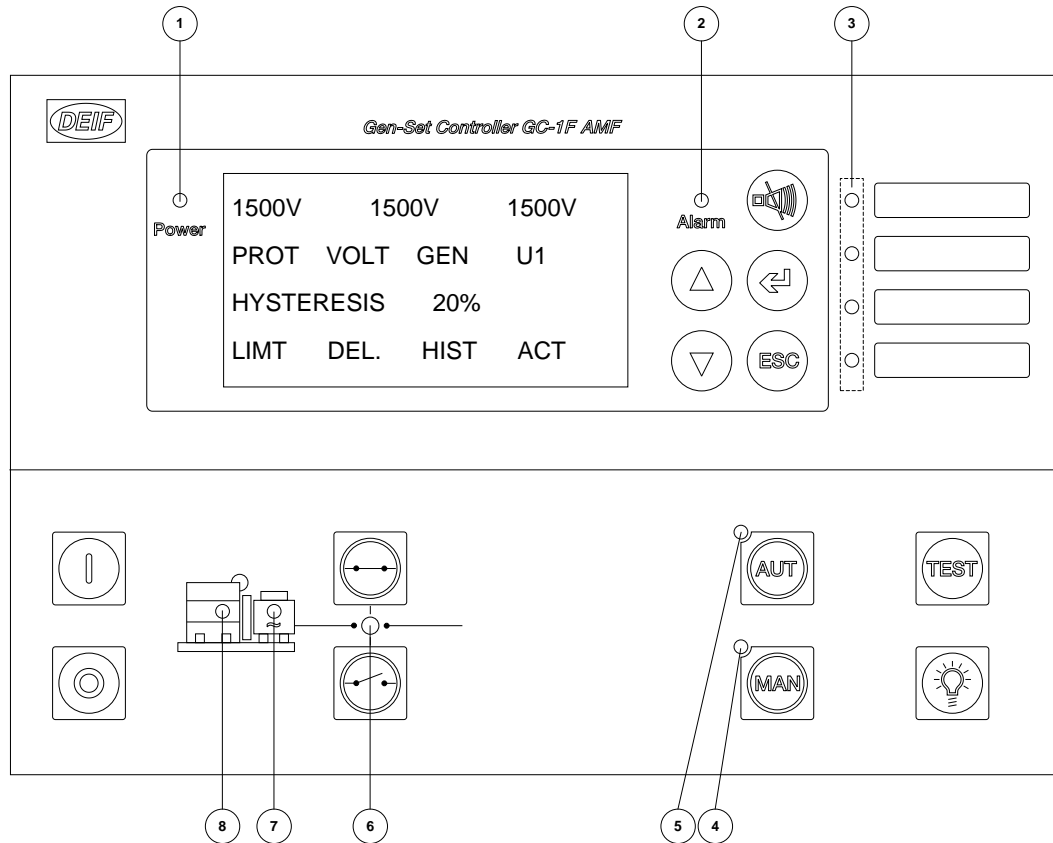 1 2 3
DEIF
Gen-Set Controller GC-1F AMF
Power
1500V 1500V 1500V
PROT VOLT GEN U1
HYSTERESIS 20%
LIMT DEL. HIST ACT
Alarm
ESC
AUT TEST
MAN
8 7 6 5 4